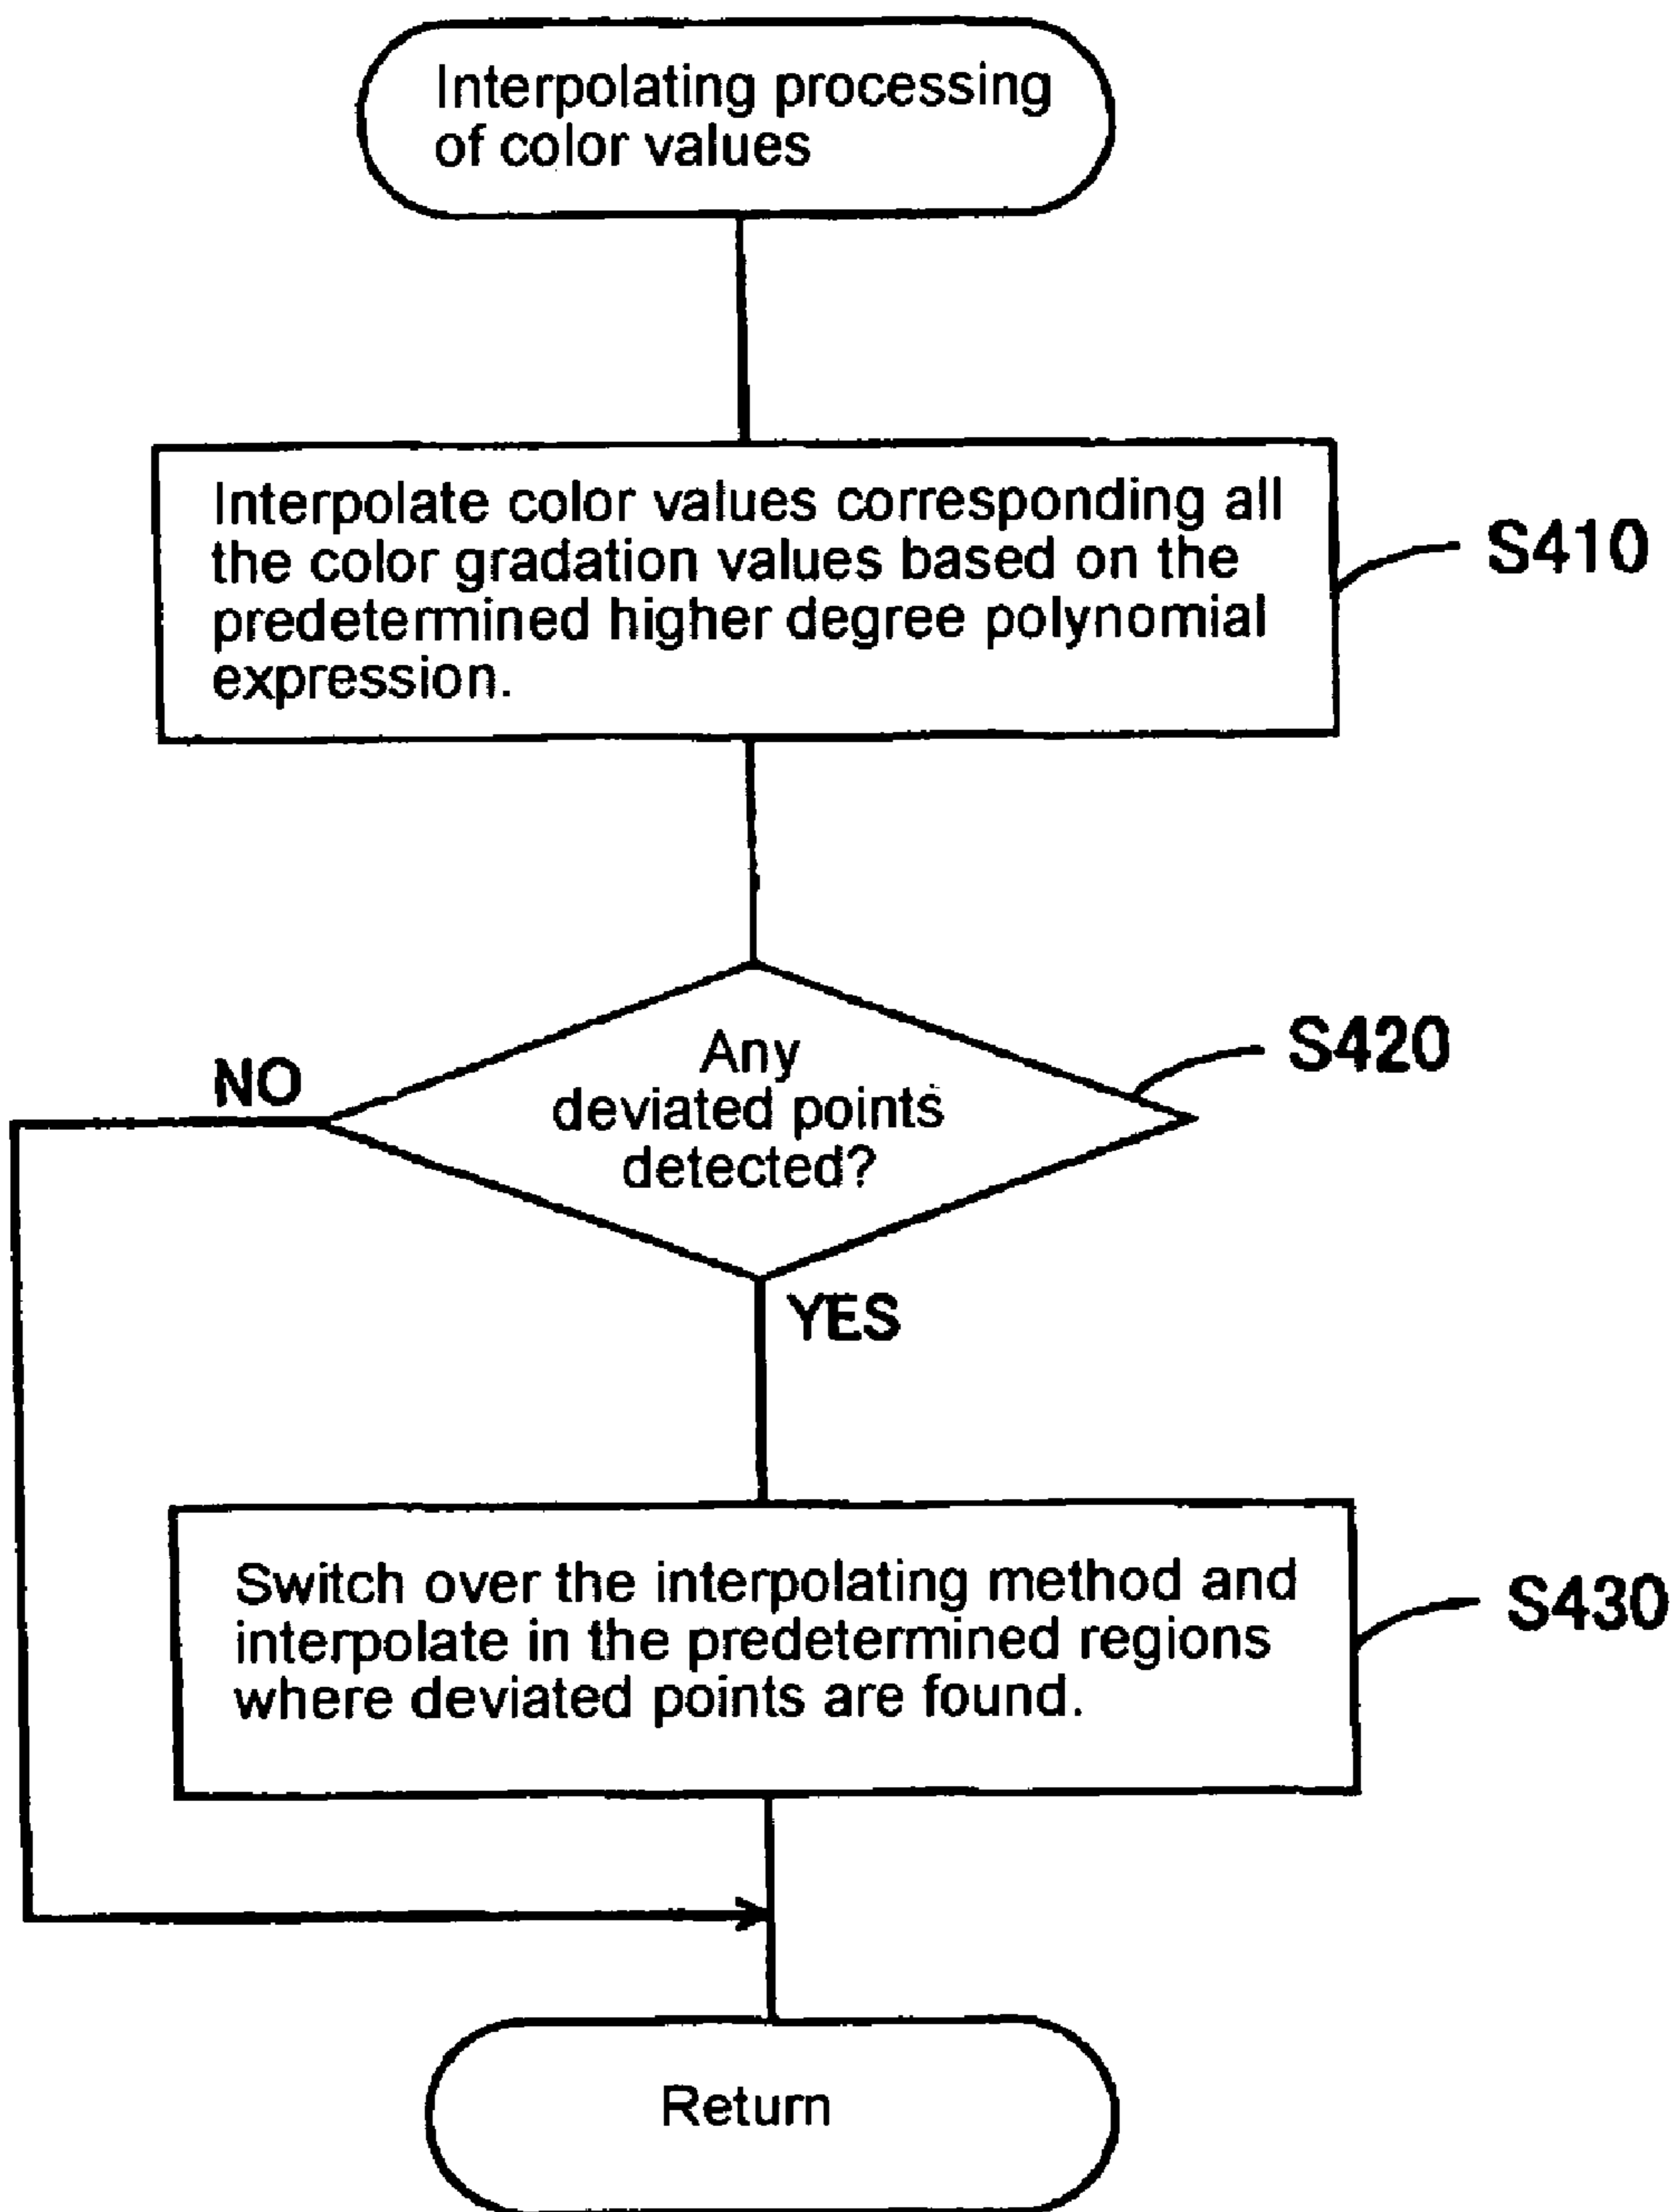 Interpolating processing
of color values
Interpolate color values corresponding all
the color gradation values based on the
predetermined higher degree polynomial
expression.
S410
Any
deviated points
detected?
S420
NO
YES
Switch over the interpolating method and
interpolate in the predetermined regions
where deviated points are found.
S430
Return